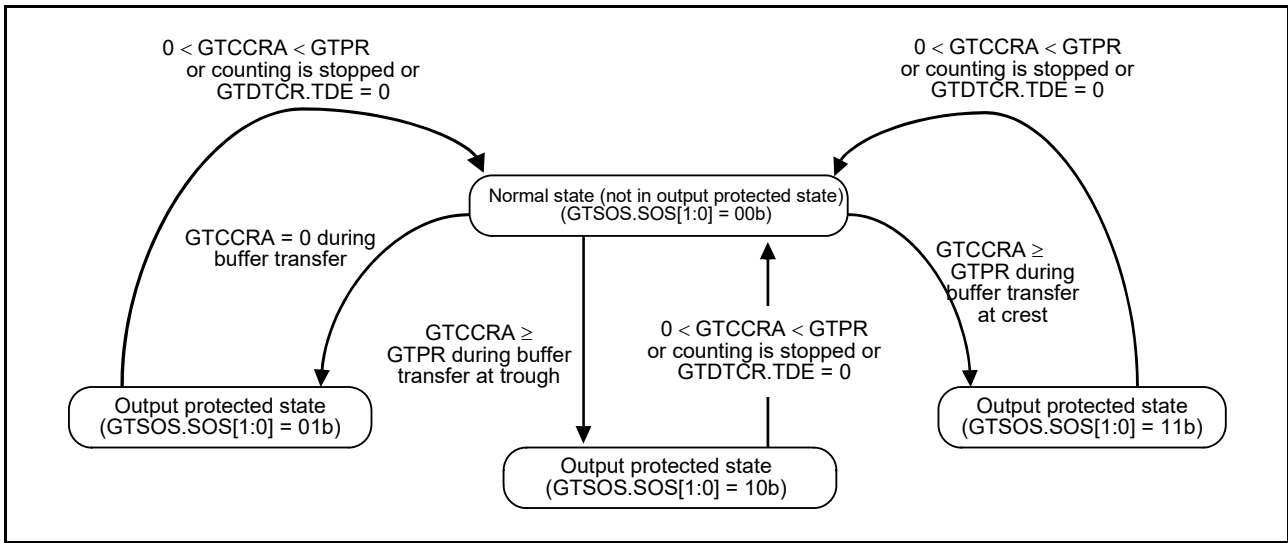 0 < GTCCRA < GTPR
or counting is stopped or
GTDTCR.TDE = 0
0 < GTCCRA < GTPR
or counting is stopped or
GTDTCR.TDE = 0
Normal state (not in output protected state)
(GTSOS.SOS[1:0] = 00b)
GTCCRA = 0 during
buffer transfer
GTCCRA ≥
GTPR during buffer
transfer at trough
0 < GTCCRA < GTPR
or counting is stopped or
GTDTCR.TDE = 0
GTCCRA ≥
GTPR during
buffer transfer
at crest
Output protected state
(GTSOS.SOS[1:0] = 01b)
Output protected state
(GTSOS.SOS[1:0] = 10b)
Output protected state
(GTSOS.SOS[1:0] = 11b)